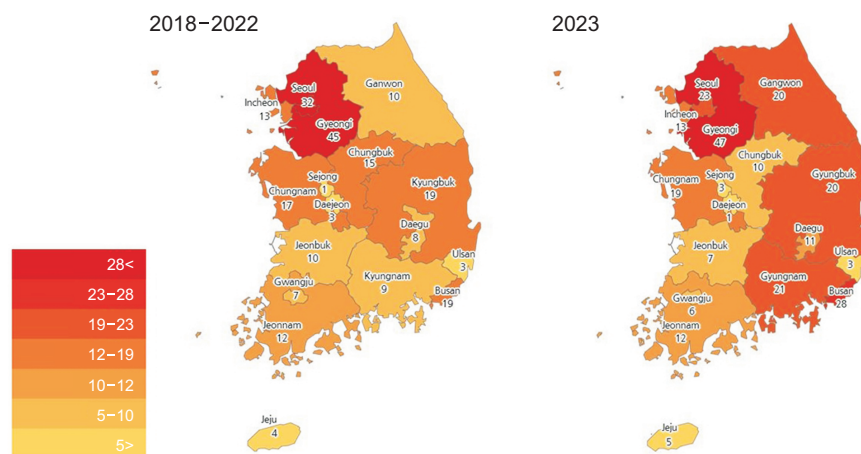 2018−2022
Seoul
32
Ganwon
10
Incheon
13
Gyeongi
45
Chungbuk
15
Sejong
1
Chungnam
17
Daejeon
3
Kyungbuk
19
Daegu
8
Jeonbuk
10
Ulsan
3
Kyungnam
9
Gwangju
7
Busan
19
Jeonnam
12
Jeju
4
2023
Seoul
23
Gangwon
20
Incheon
13
Gyeongi
47
Chungbuk
10
Sejong
3
Chungnam
19
Daejeon
1
Gyungbuk
20
Daegu
11
Jeonbuk
7
Ulsan
3
Gyungnam
21
Gwangju
6
Busan
28
Jeonnam
12
Jeju
5
28<
23−28
19−23
12−19
10−12
5−10
5>